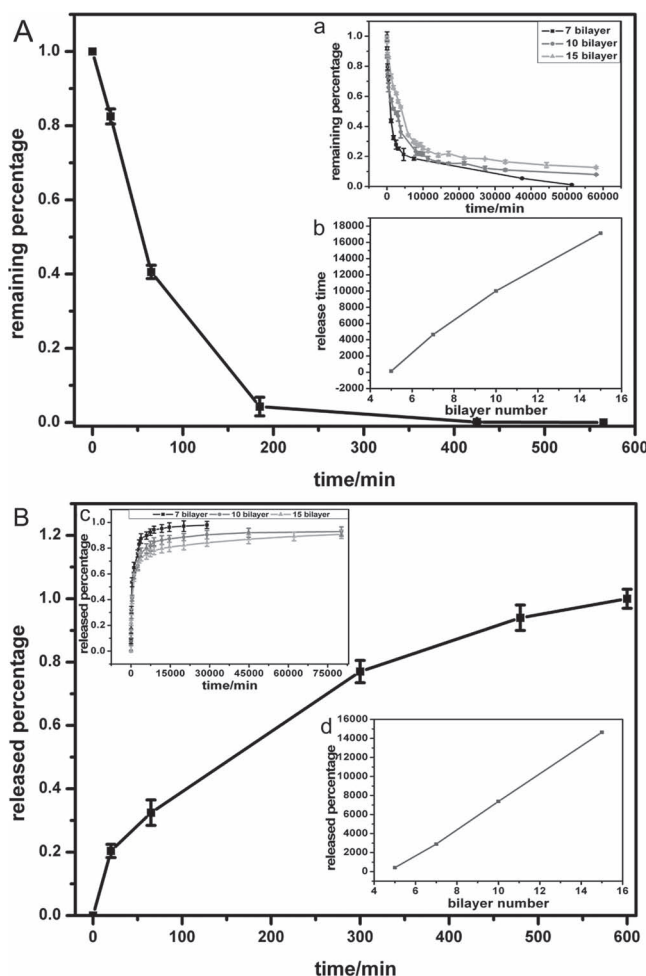 A
remaining percentage
1.0
0.8
0.6
0.4
0.2
0.0
0 100 200 300 400 500 600
time/min
a
7 bilayer
10 bilayer
15 bilayer
remaining percentage
1.0
0.8
0.6
0.4
0.2
0.0
0 10000 20000 30000 40000 50000 60000
time/min
b
release time
18000
16000
14000
12000
10000
8000
6000
4000
2000
0
-2000
4 6 8 10 12 14 16
bilayer number
B
released percentage
1.2
1.0
0.8
0.6
0.4
0.2
0.0
0 100 200 300 400 500 600
time/min
c
7 bilayer 10 bilayer 15 bilayer
released percentage
1.0
0.8
0.6
0.4
0.2
0.0
0 15000 30000 45000 60000 75000
time/min
d
released percentage
16000
14000
12000
10000
8000
6000
4000
2000
0
4 6 8 10 12 14 16
bilayer number